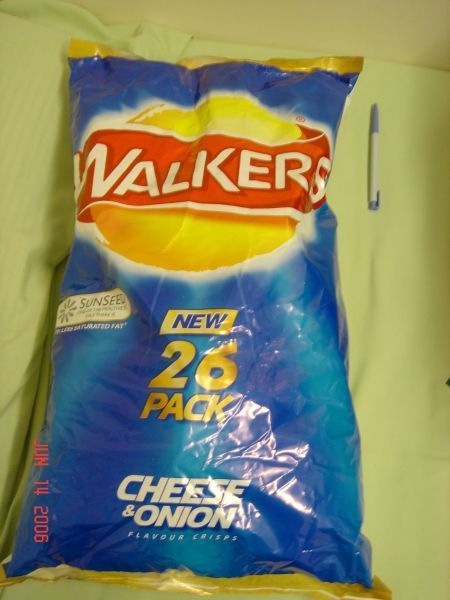 WALKERS
®
SUNSEED
LESS SATURATED FAT
NEW
26
PACK
CHEESE
& ONION
FLAVOUR CRISPS
JUN 14 2006